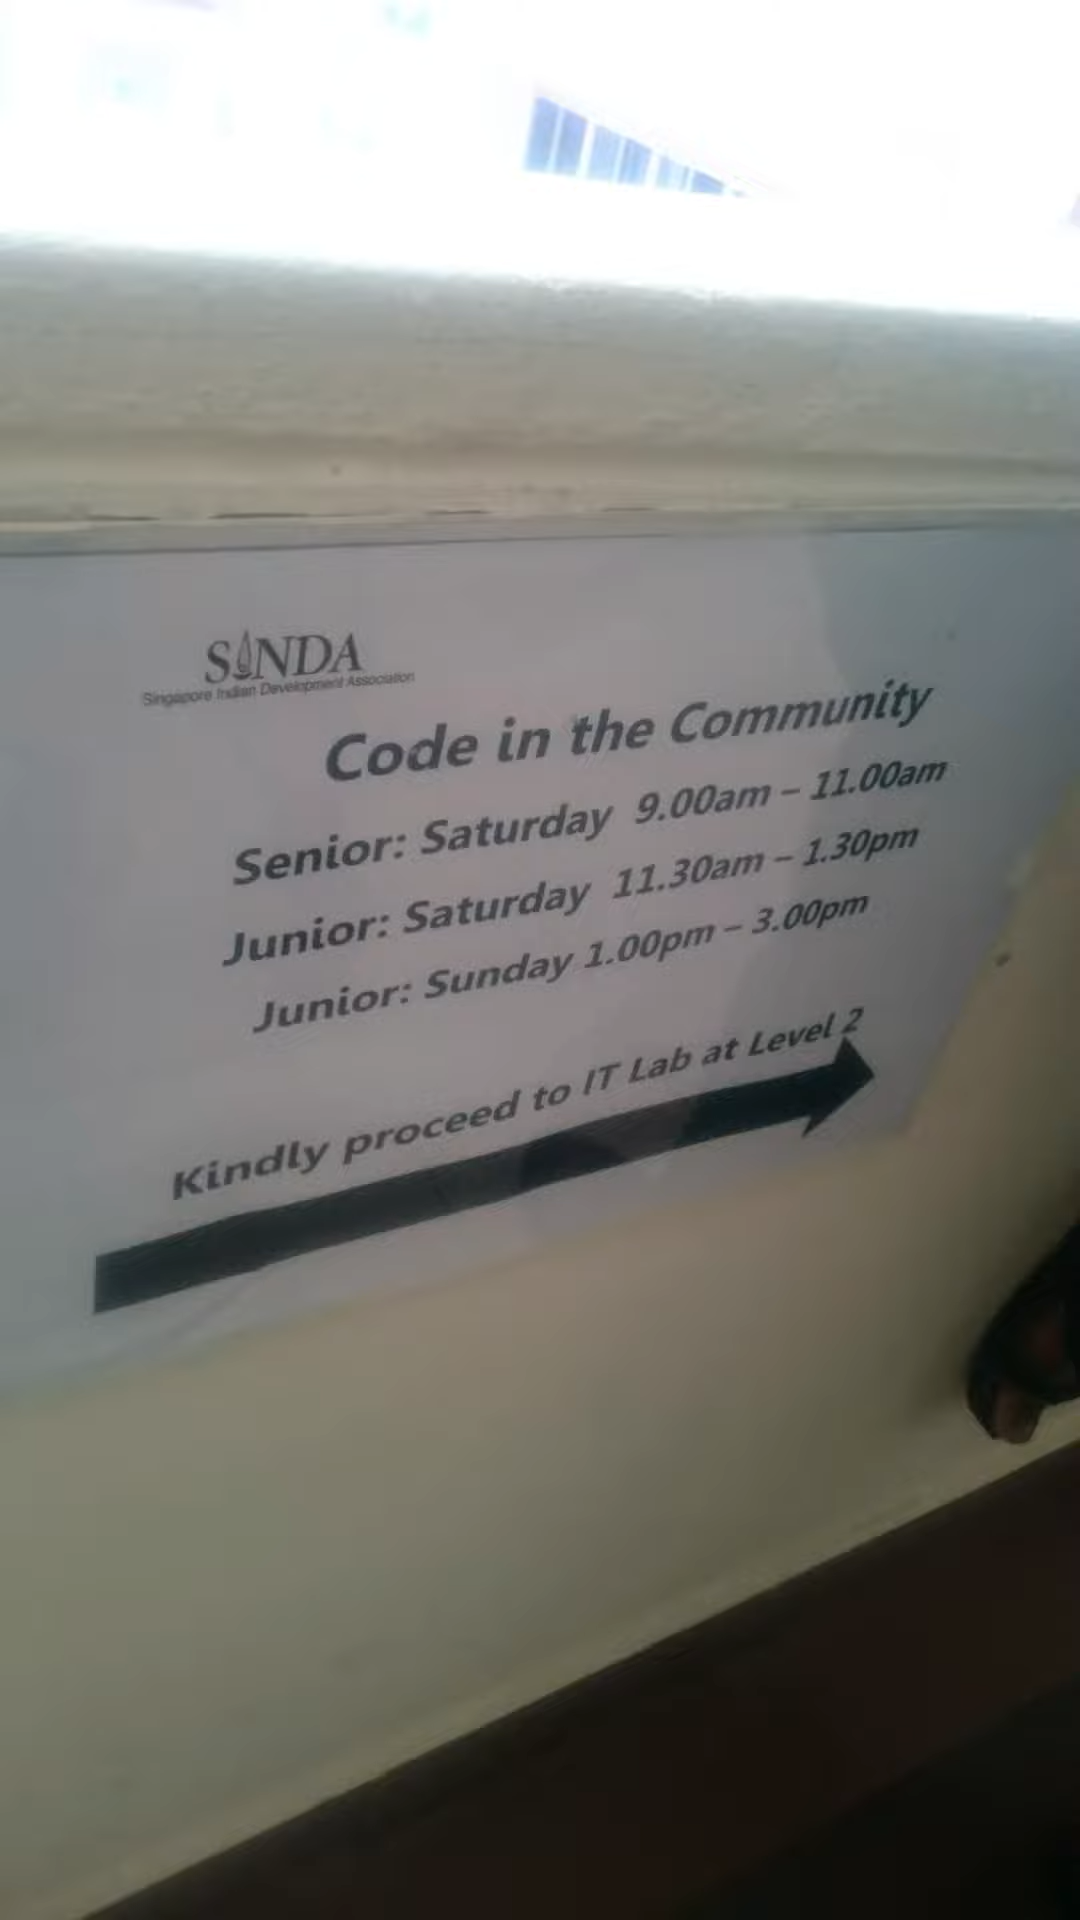 SINDA
Singapore Indian Development Association
Code in the Community
Senior: Saturday 9.00am – 11.00am
Junior: Saturday 11.30am – 1.30pm
Junior: Sunday 1.00pm – 3.00pm
Kindly proceed to IT Lab at Level 2